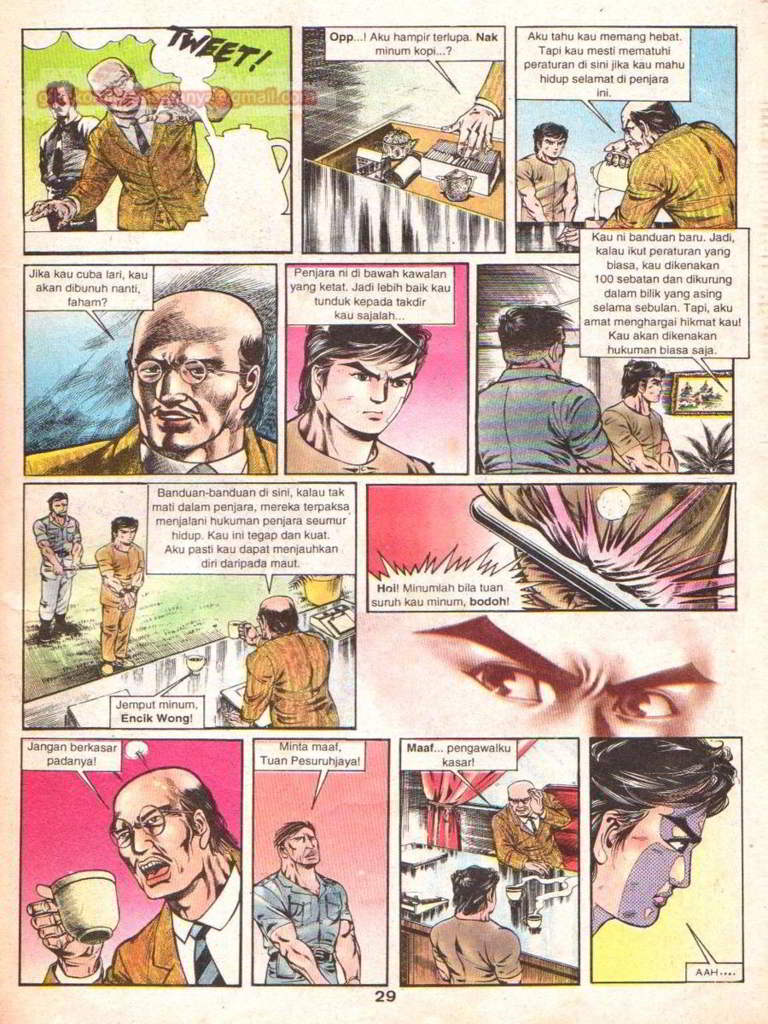 TWEET!
Opp...! Aku hampir terlupa. Nak
minum kopi...?
Aku tahu kau memang hebat.
Tapi kau mesti mematuhi
peraturan di sini jika kau mahu
hidup selamat di penjara
ini.
Jika kau cuba lari, kau
akan dibunuh nanti,
faham?
Penjara ni di bawah kawalan
yang ketat. Jadi lebih baik kau
tunduk kepada takdir
kau sajalah...
Kau ni banduan baru. Jadi,
kalau ikut peraturan yang
biasa, kau dikenakan
100 sebatan dan dikurung
dalam bilik yang asing
selama sebulan. Tapi, aku
amat menghargai hikmat kau!
Kau akan dikenakan
hukuman biasa saja.
Banduan-banduan di sini, kalau tak
mati dalam penjara, mereka terpaksa
menjalani hukuman penjara seumur
hidup. Kau ini tegap dan kuat.
Aku pasti kau dapat menjauhkan
diri daripada maut.
Jemput minum,
Encik Wong!
Hoi! Minumlah bila tuan
suruh kau minum, bodoh!
Jangan berkasar
padanya!
Minta maaf,
Tuan Pesuruhjaya!
Maaf... pengawalku
kasar!
AAH....
29